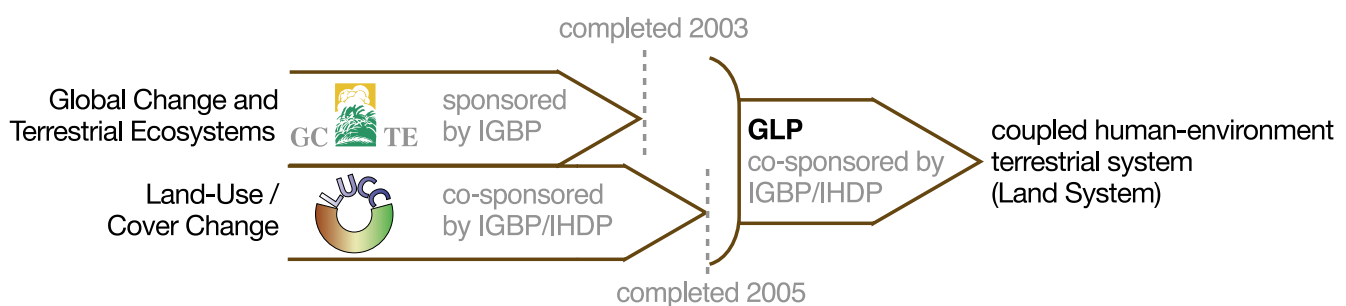 completed 2003
Global Change and
Terrestrial Ecosystems
GC TE
sponsored
by IGBP
Land-Use /
Cover Change
LUCC
co-sponsored
by IGBP/IHDP
GLP
co-sponsored by
IGBP/IHDP
coupled human-environment
terrestrial system
(Land System)
completed 2005